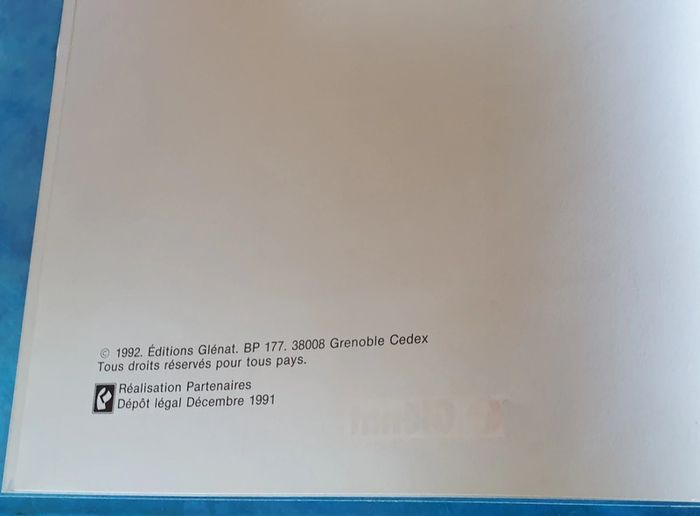 © 1992. Éditions Glénat. BP 177. 38008 Grenoble Cedex
Tous droits réservés pour tous pays.
Réalisation Partenaires
Dépôt légal Décembre 1991